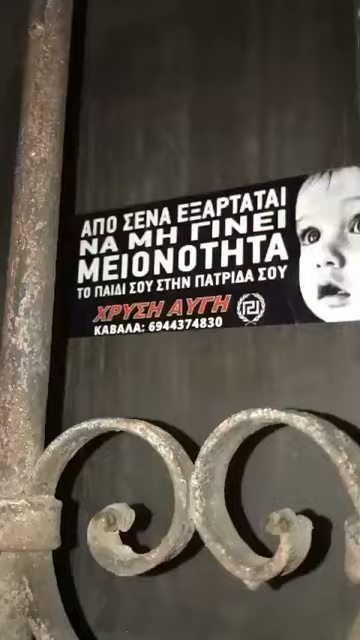 ΑΠΟ ΣΕΝΑ ΕΞΑΡΤΑΤΑΙ
ΝΑ ΜΗ ΓΙΝΕΙ
ΜΕΙΟΝΟΤΗΤΑ
ΤΟ ΠΑΙΔΙ ΣΟΥ ΣΤΗΝ ΠΑΤΡΙΔΑ ΣΟΥ
ΧΡΥΣΗ ΑΥΓΗ
ΚΑΒΑΛΑ: 6944374830